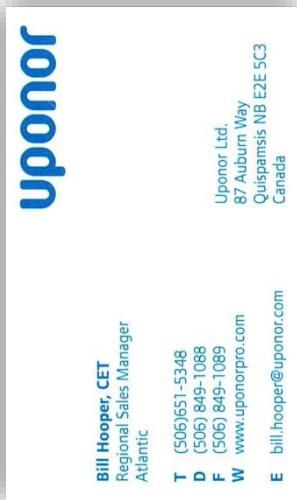 uponor
Bill Hooper, CET
Regional Sales Manager
Atlantic
T (506)651-5348
D (506) 849-1088
F (506) 849-1089
W www.uponorpro.com
E bill.hooper@uponor.com
Uponor Ltd.
87 Auburn Way
Quispamsis NB E2E 5C3
Canada